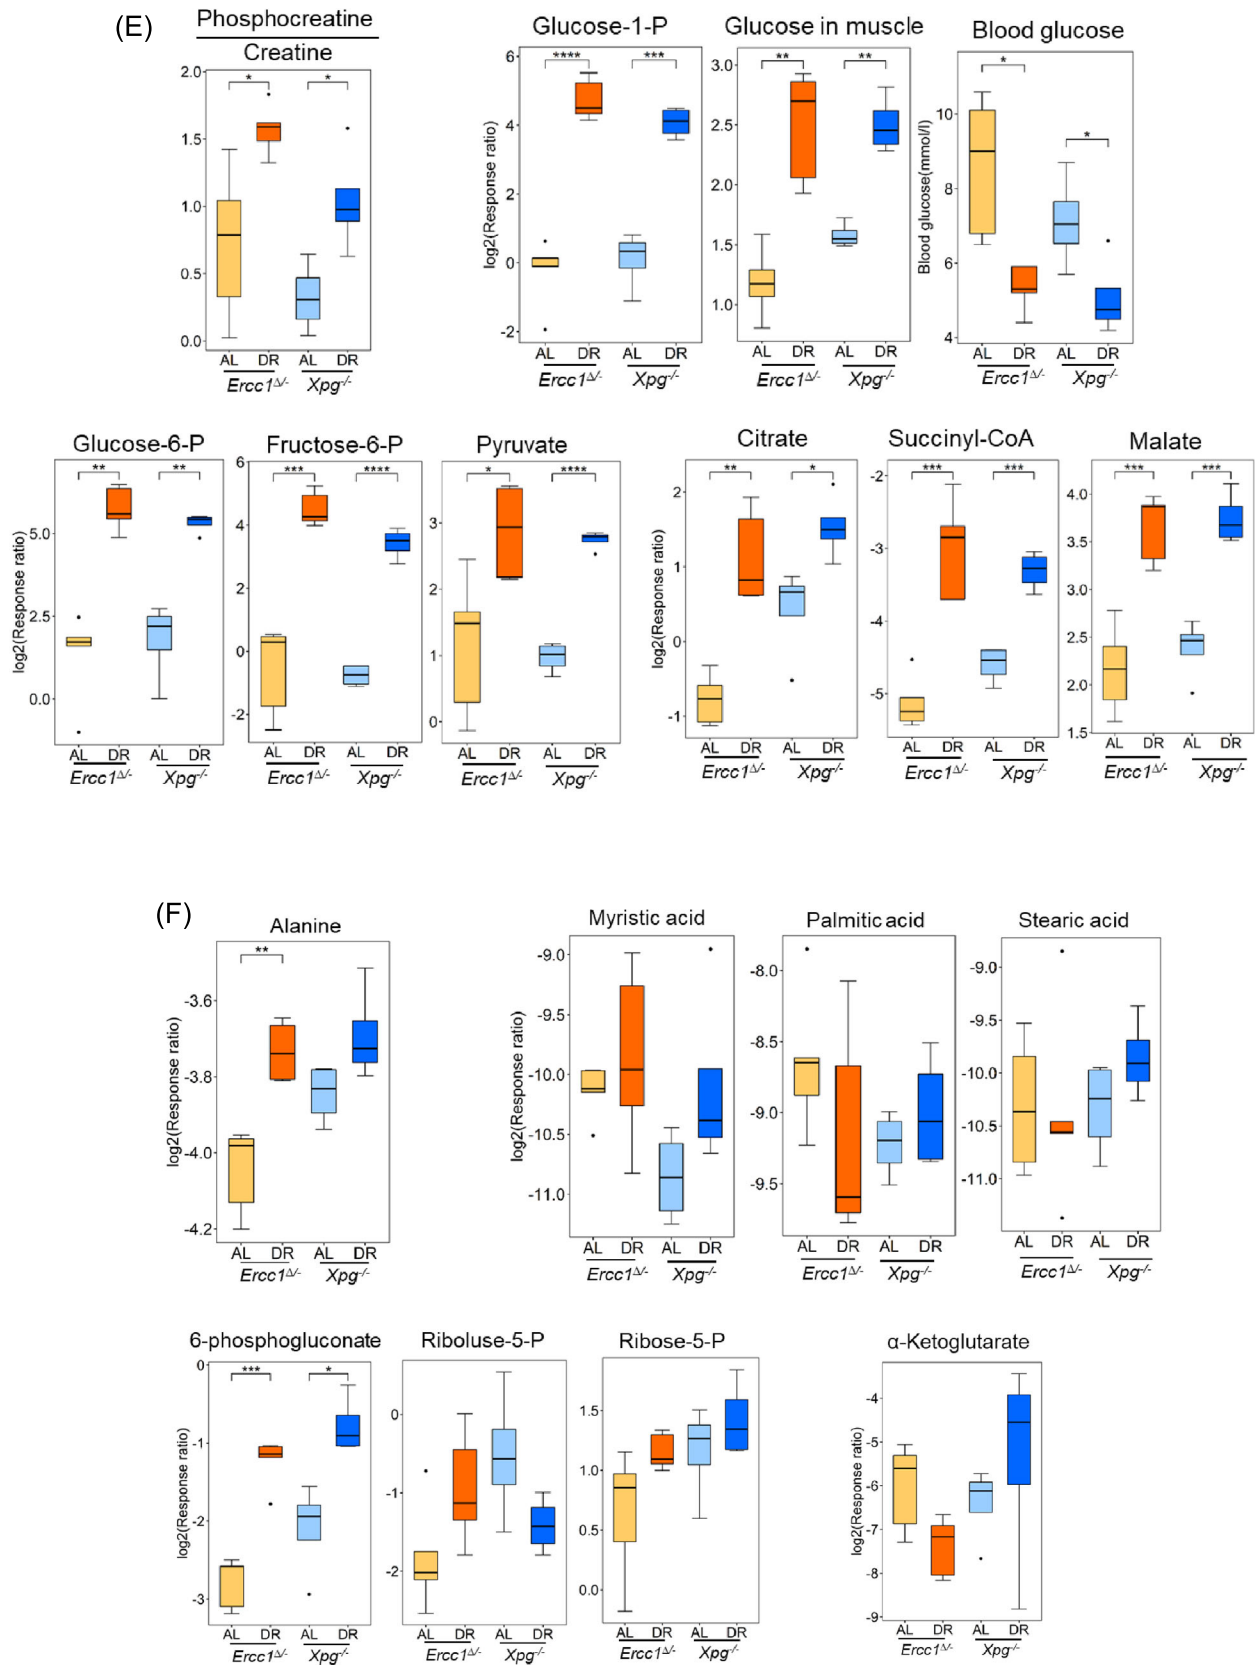 (E)
Phosphocreatine
Creatine
2.0
1.5
1.0
0.5
0.0
* *
AL DR AL DR
Ercc1Δ/- Xpg-/-
Glucose-1-P
log2(Response ratio)
6
4
2
0
-2
**** ***
AL DR AL DR
Ercc1Δ/- Xpg-/-
Glucose in muscle
3.0
2.5
2.0
1.5
1.0
** **
AL DR AL DR
Ercc1Δ/- Xpg-/-
Blood glucose
Blood glucose(mmol/l)
10
8
6
4
* *
AL DR AL DR
Ercc1Δ/- Xpg-/-
Glucose-6-P
log2(Response ratio)
5.0
2.5
0.0
** **
AL DR AL DR
Ercc1Δ/- Xpg-/-
Fructose-6-P
6
4
2
0
-2
*** ****
AL DR AL DR
Ercc1Δ/- Xpg-/-
Pyruvate
3
2
1
0
* ****
AL DR AL DR
Ercc1Δ/- Xpg-/-
Citrate
log2(Response ratio)
2
1
0
-1
** *
AL DR AL DR
Ercc1Δ/- Xpg-/-
Succinyl-CoA
-2
-3
-4
-5
*** ***
AL DR AL DR
Ercc1Δ/- Xpg-/-
Malate
4.0
3.5
3.0
2.5
2.0
1.5
*** ***
AL DR AL DR
Ercc1Δ/- Xpg-/-
(F)
Alanine
log2(Response ratio)
-3.6
-3.8
-4.0
-4.2
**
AL DR AL DR
Ercc1Δ/- Xpg-/-
Myristic acid
log2(Response ratio)
-9.0
-9.5
-10.0
-10.5
-11.0
AL DR AL DR
Ercc1Δ/- Xpg-/-
Palmitic acid
-8.0
-8.5
-9.0
-9.5
AL DR AL DR
Ercc1Δ/- Xpg-/-
Stearic acid
-9.0
-9.5
-10.0
-10.5
-11.0
AL DR AL DR
Ercc1Δ/- Xpg-/-
6-phosphogluconate
log2(Response ratio)
0
-1
-2
-3
*** *
AL DR AL DR
Ercc1Δ/- Xpg-/-
Riboluse-5-P
0
-1
-2
AL DR AL DR
Ercc1Δ/- Xpg-/-
Ribose-5-P
1.5
1.0
0.5
0.0
AL DR AL DR
Ercc1Δ/- Xpg-/-
α-Ketoglutarate
log2(Response ratio)
-4
-5
-6
-7
-8
-9
AL DR AL DR
Ercc1Δ/- Xpg-/-